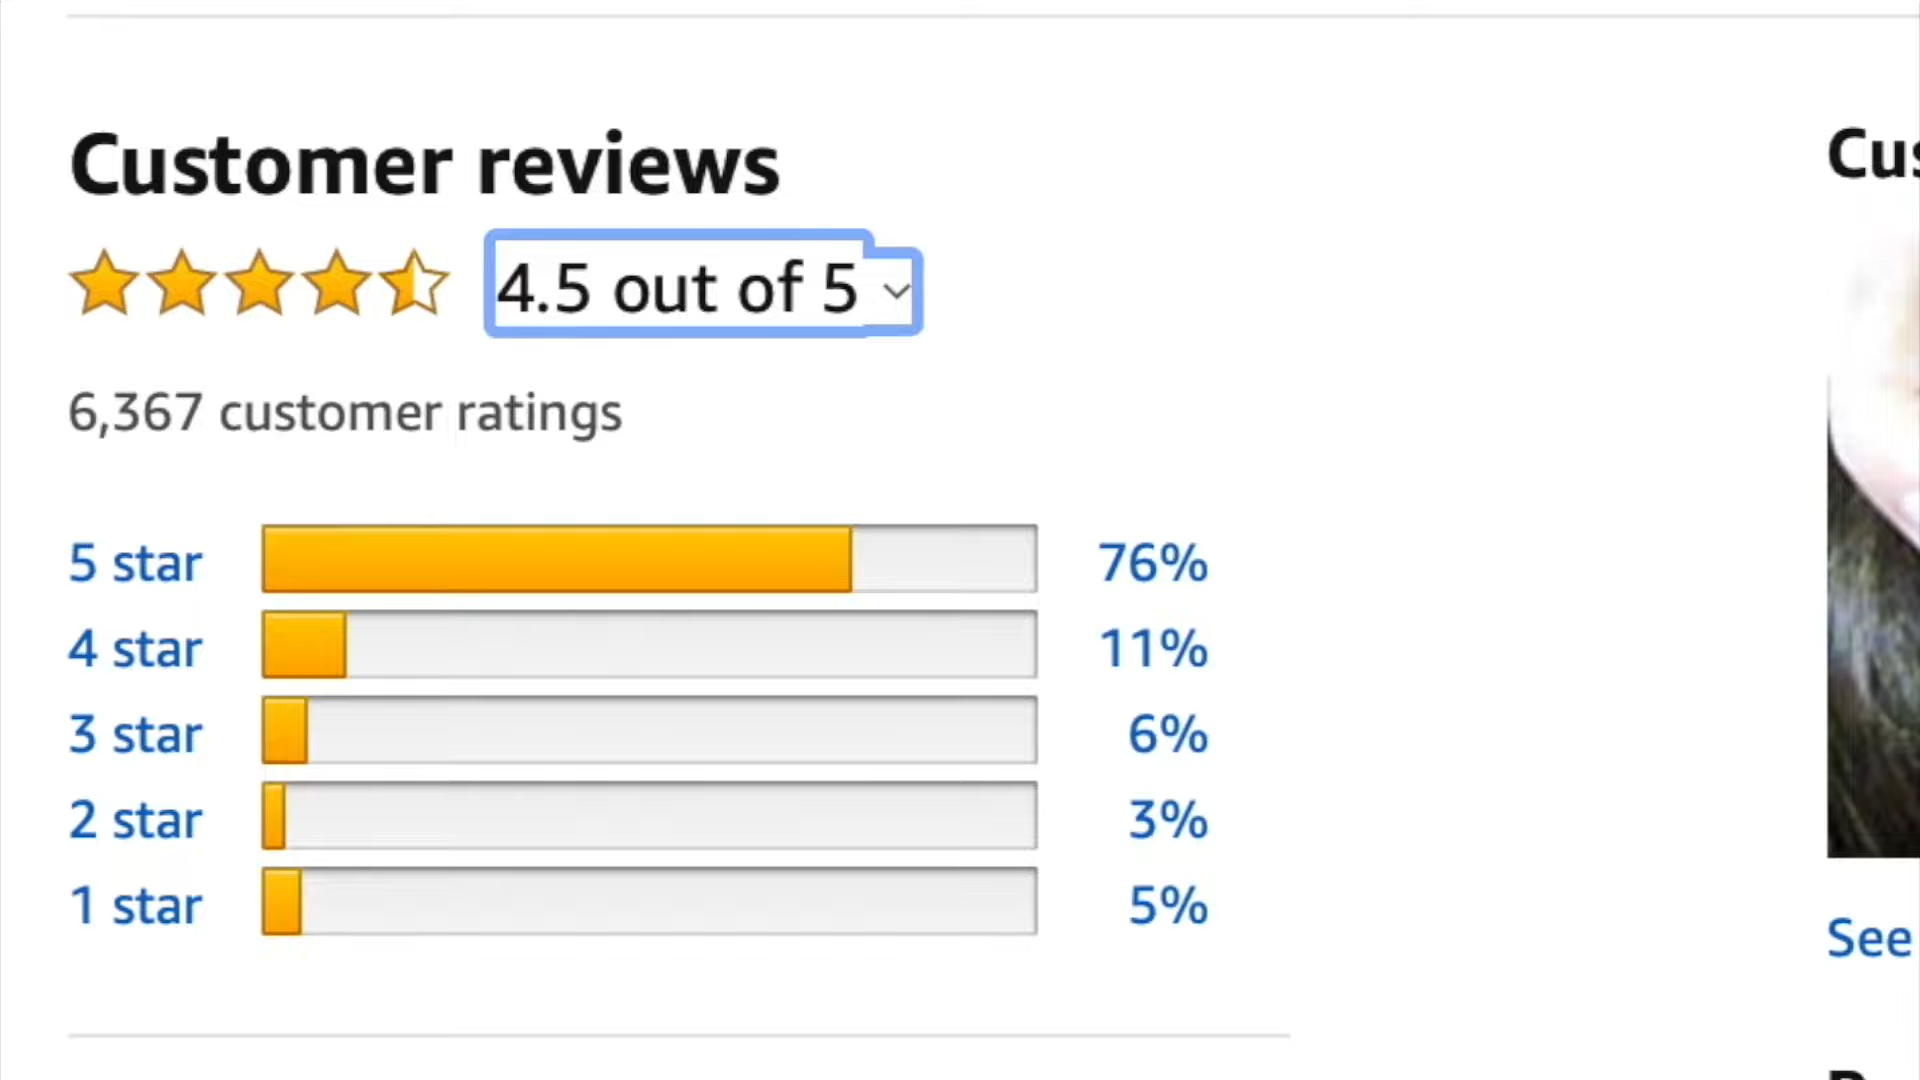 Customer reviews
4.5 out of 5
6,367 customer ratings
5 star 76%
4 star 11%
3 star 6%
2 star 3%
1 star 5%
See